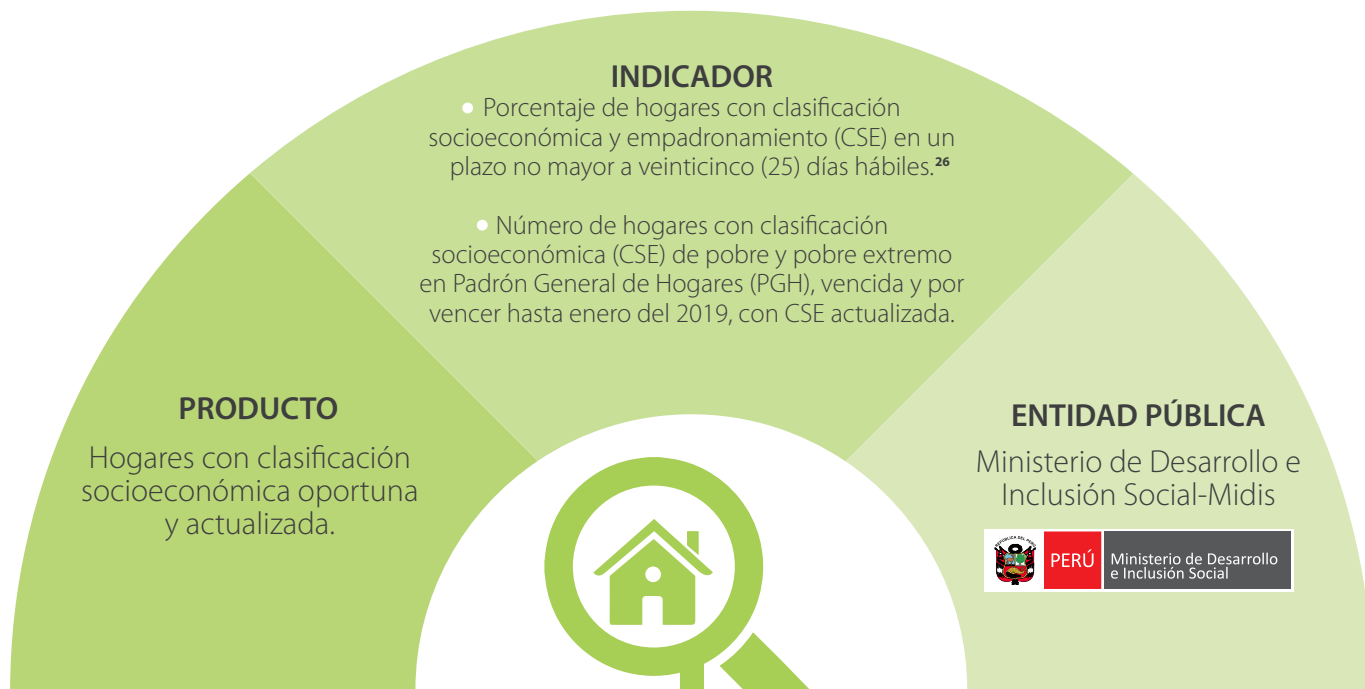 INDICADOR
• Porcentaje de hogares con clasificación
socioeconómica y empadronamiento (CSE) en un
plazo no mayor a veinticinco (25) días hábiles.26
• Número de hogares con clasificación
socioeconómica (CSE) de pobre y pobre extremo
en Padrón General de Hogares (PGH), vencida y por
vencer hasta enero del 2019, con CSE actualizada.
PRODUCTO
Hogares con clasificación
socioeconómica oportuna
y actualizada.
ENTIDAD PÚBLICA
Ministerio de Desarrollo e
Inclusión Social-Midis
REPÚBLICA DEL PERÚ
PERÚ
Ministerio de Desarrollo
e Inclusión Social